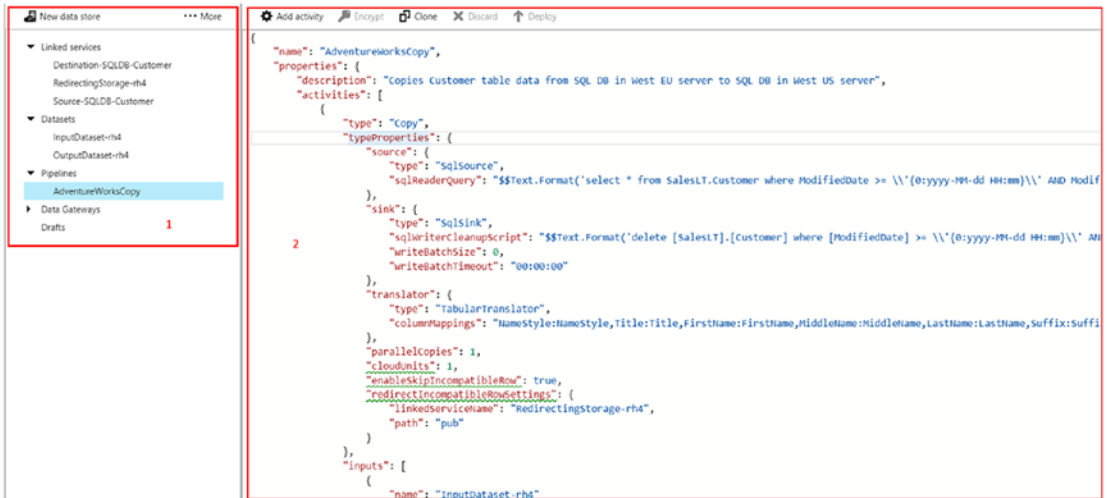 New data store
... More
Linked services
Destination-SQLDB-Customer
RedirectingStorage-rh4
Source-SQLDB-Customer
Datasets
InputDataset-rh4
OutputDataset-rh4
Pipelines
AdventureWorksCopy
Data Gateways
Drafts
1
Add activity Encrypt Clone Discard Deploy
{
"name": "AdventureWorksCopy",
"properties": {
"description": "Copies Customer table data from SQL DB in West EU server to SQL DB in West US server",
"activities": [
{
"type": "Copy",
"typeProperties": {
"source": {
"type": "SqlSource",
"sqlReaderQuery": "$$Text.Format('select * from SalesLT.Customer where ModifiedDate >= \\'{0:yyyy-MM-dd HH:mm}\\' AND Modif
},
"sink": {
"type": "SqlSink",
2
"sqlWriterCleanupScript": "$$Text.Format('delete [SalesLT].[Customer] where [ModifiedDate] >= \\'{0:yyyy-MM-dd HH:mm}\\' AN
"writeBatchSize": 0,
"writeBatchTimeout": "00:00:00"
},
"translator": {
"type": "TabularTranslator",
"columnMappings": "NameStyle:NameStyle,Title:Title,FirstName:FirstName,MiddleName:MiddleName,LastName:LastName,Suffix:Suffi
},
"parallelCopies": 1,
"cloudUnits": 1,
"enableSkipIncompatibleRow": true,
"redirectIncompatibleRowSettings": {
"linkedServiceName": "RedirectingStorage-rh4",
"path": "pub"
}
},
"inputs": [
{
"name": "InputDataset-rh4"